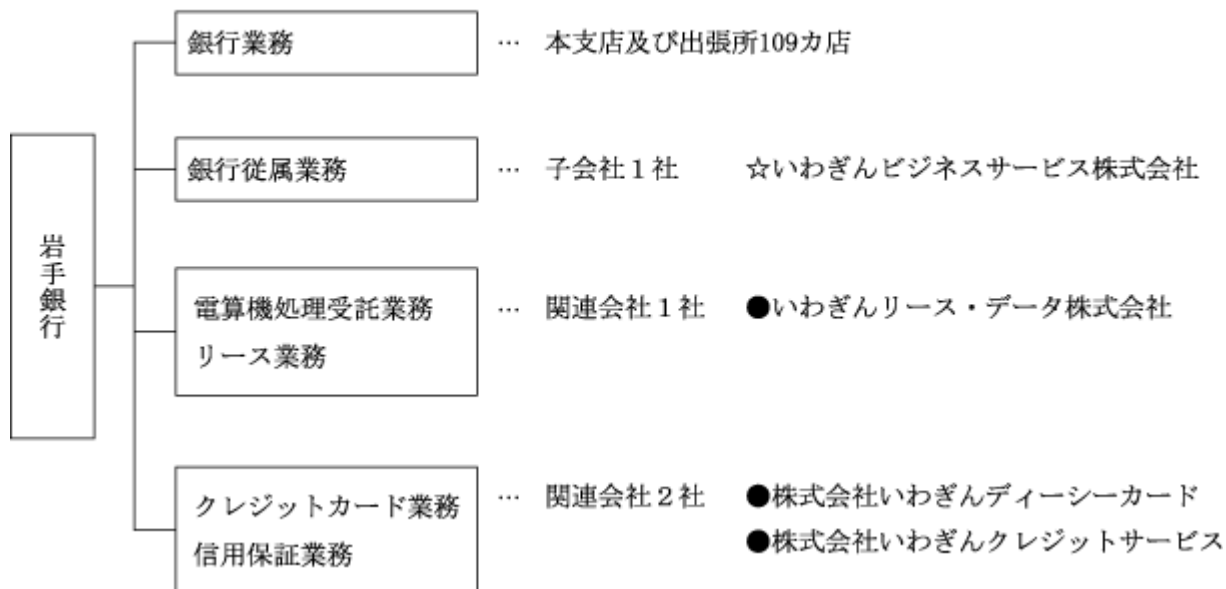 銀行業務 … 本支店及び出張所109カ店
銀行従属業務 … 子会社１社 ☆いわぎんビジネスサービス株式会社
岩手銀行
電算機処理受託業務 … 関連会社１社 ●いわぎんリース・データ株式会社
リース業務
クレジットカード業務 … 関連会社２社 ●株式会社いわぎんディーシーカード
信用保証業務 ●株式会社いわぎんクレジットサービス